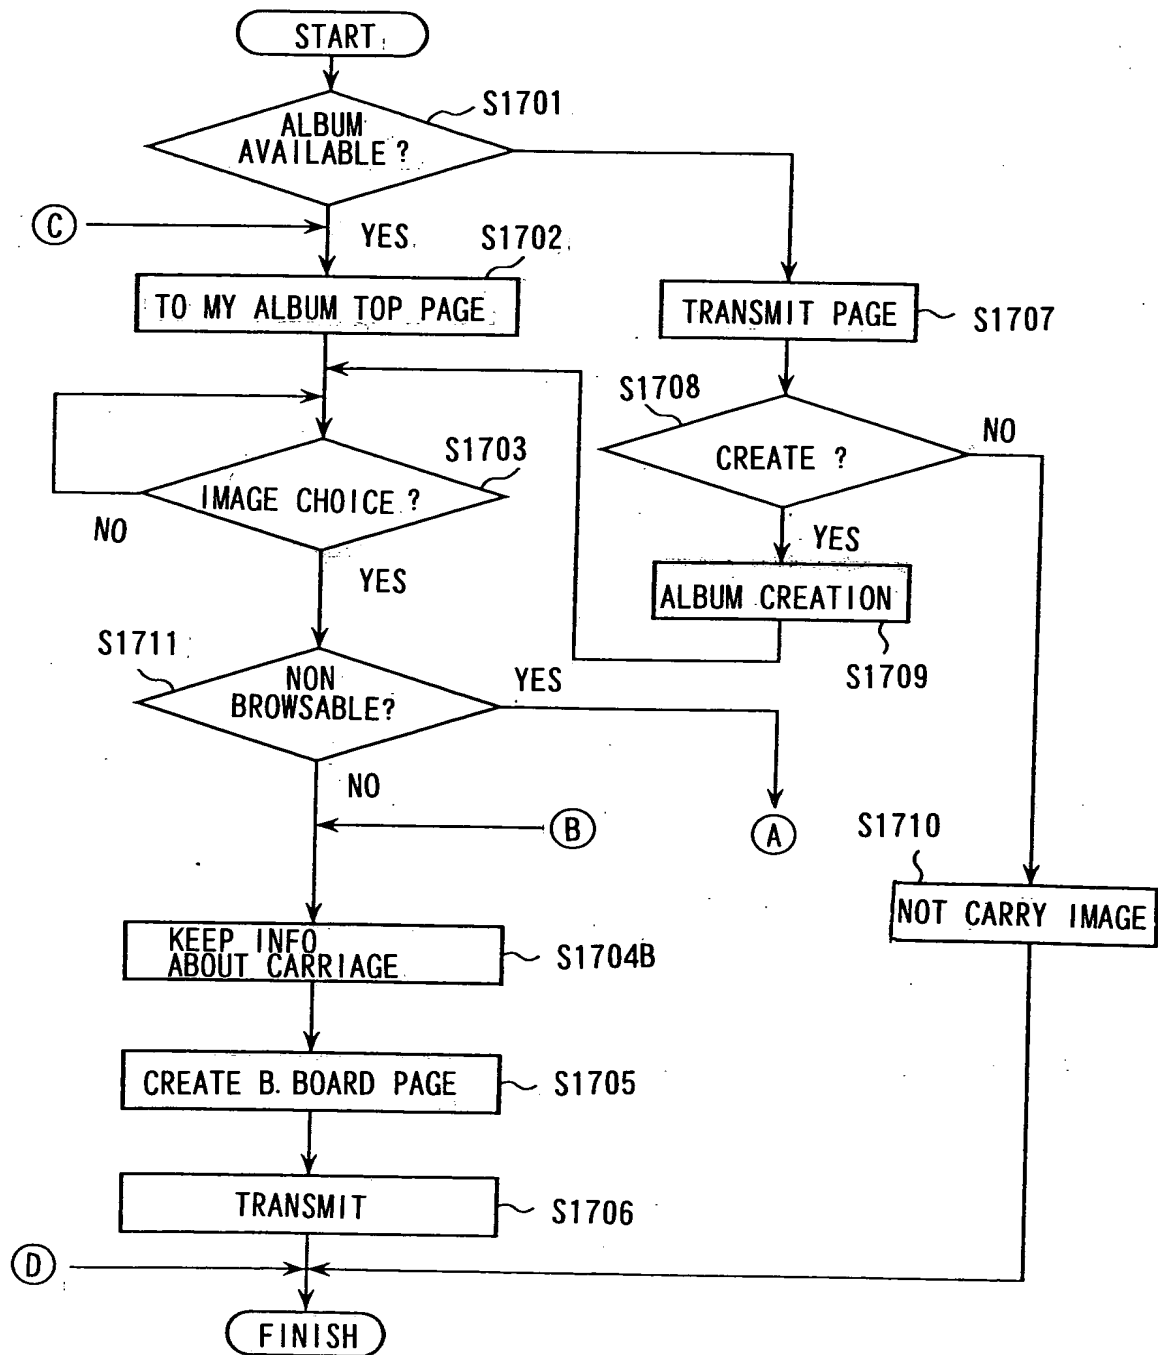 START
S1701
ALBUM
AVAILABLE?
C
YES
S1702
TO MY ALBUM TOP PAGE
TRANSMIT PAGE
S1707
S1708
CREATE?
NO
S1703
IMAGE CHOICE?
NO
YES
YES
ALBUM CREATION
S1709
S1711
NON
BROWSABLE?
YES
NO
B
A
S1710
NOT CARRY IMAGE
KEEP INFO
ABOUT CARRIAGE
S1704B
CREATE B. BOARD PAGE
S1705
TRANSMIT
S1706
D
FINISH